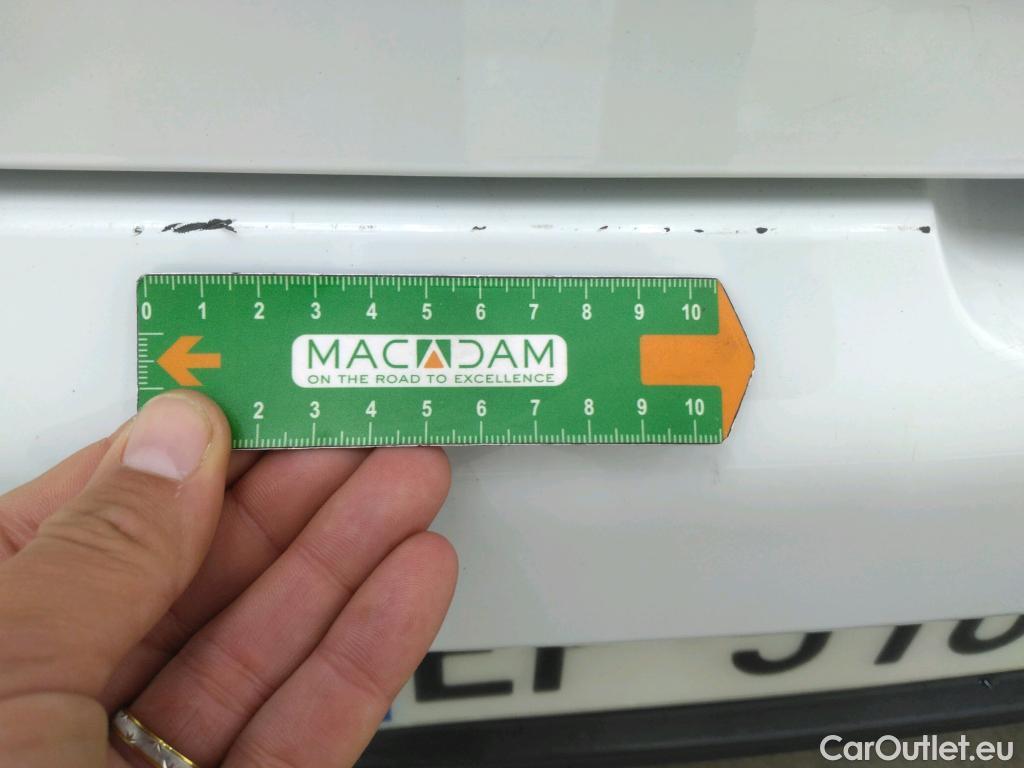 0 1 2 3 4 5 6 7 8 9 10
MACADAM
ON THE ROAD TO EXCELLENCE
2 3 4 5 6 7 8 9 10
CarOutlet.eu